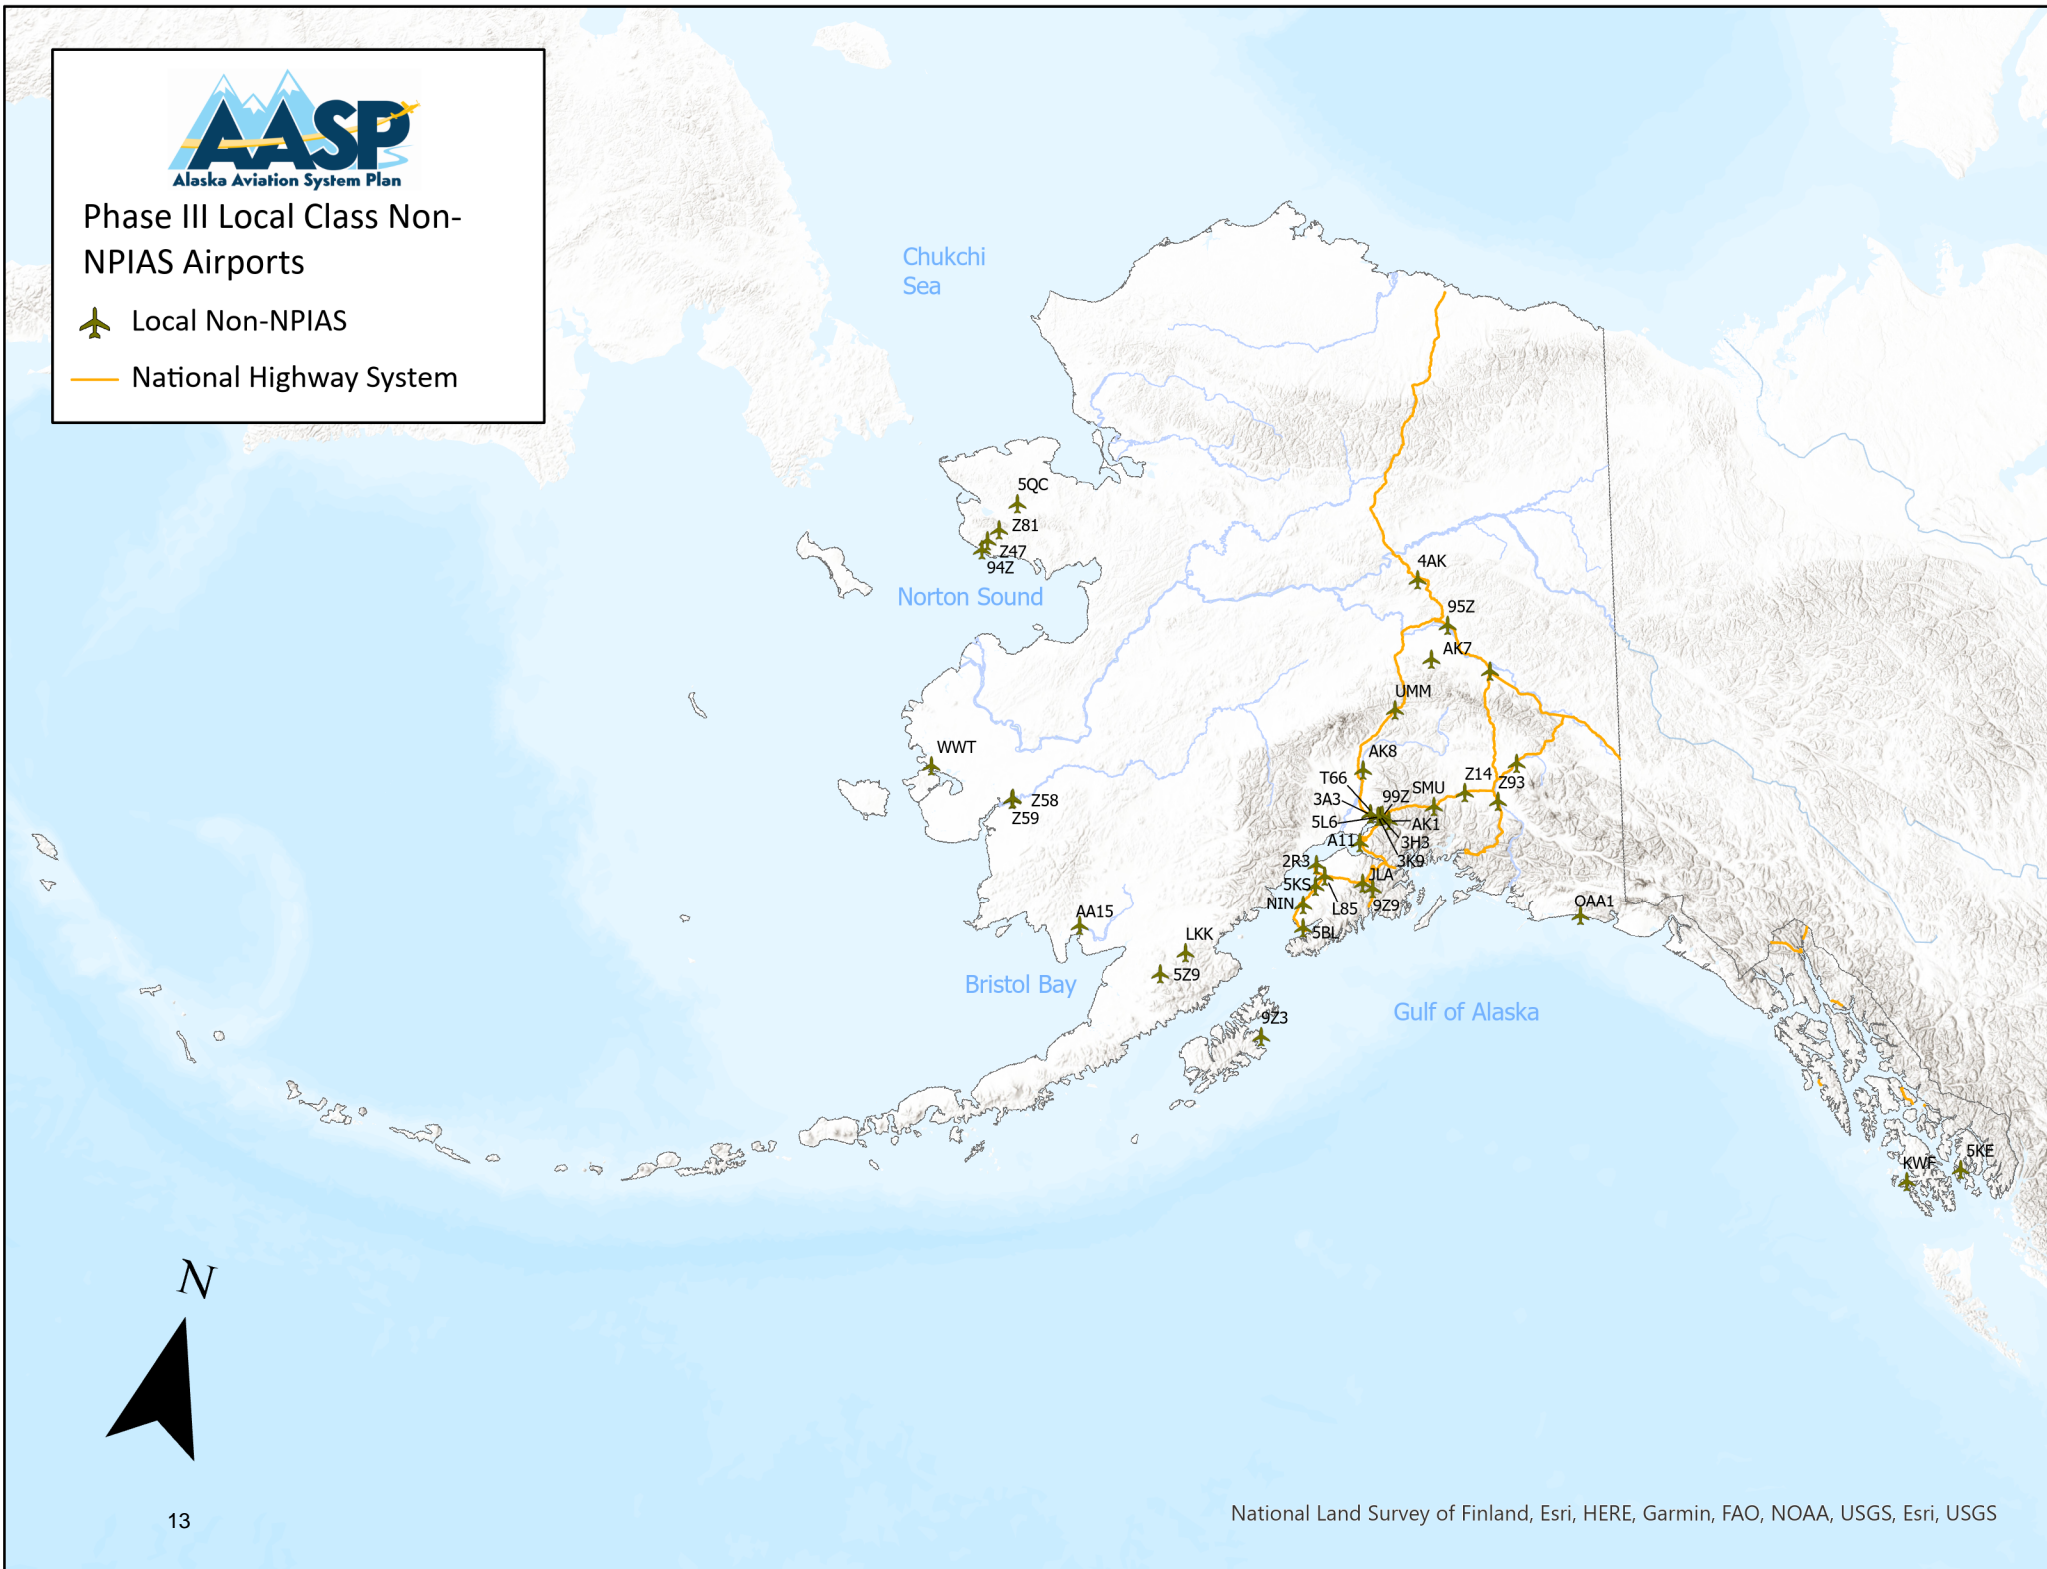 AASP
Alaska Aviation System Plan
Phase III Local Class Non-
NPIAS Airports
Local Non-NPIAS
National Highway System
Chukchi
Sea
5QC
Z81
Z47
94Z
Norton Sound
4AK
95Z
AK7
UMM
WWT
AK8
T66
SMU
Z14
Z93
3A3
99Z
Z58
Z59
5L6
AK1
A11
3H3
2R3
3K9
5KS
JLA
NIN
L85
9Z9
OAA1
AA15
5BL
LKK
5Z9
Bristol Bay
Gulf of Alaska
9Z3
5KE
KWF
N
13
National Land Survey of Finland, Esri, HERE, Garmin, FAO, NOAA, USGS, Esri, USGS